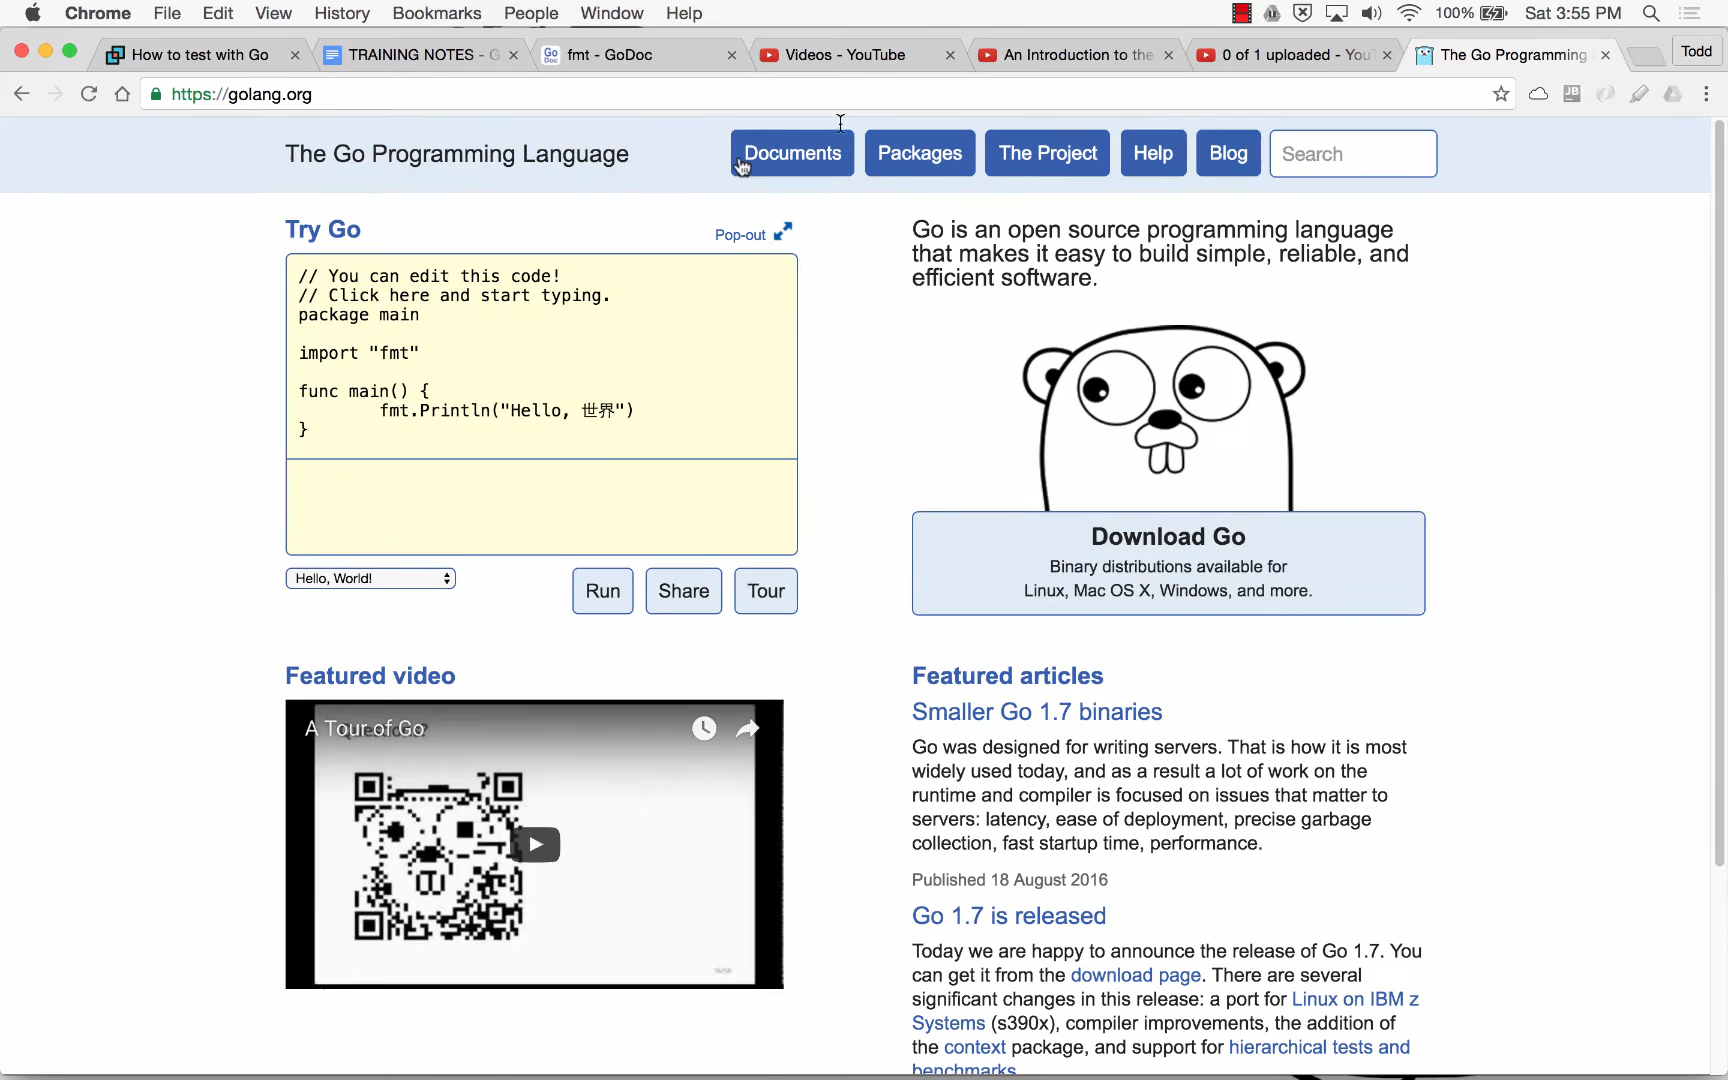 Chrome File Edit View History Bookmarks People Window Help 100% Sat 3:55 PM
How to test with Go TRAINING NOTES - G fmt - GoDoc Videos - YouTube An Introduction to the 0 of 1 uploaded - You The Go Programming Todd
https://golang.org
The Go Programming Language Documents Packages The Project Help Blog Search
Try Go
Pop-out
// You can edit this code!
// Click here and start typing.
package main
import "fmt"
func main() {
fmt.Println("Hello, 世界")
}
Hello, World!
Run Share Tour
Go is an open source programming language
that makes it easy to build simple, reliable, and
efficient software.
Download Go
Binary distributions available for
Linux, Mac OS X, Windows, and more.
Featured video
A Tour of Go
Featured articles
Smaller Go 1.7 binaries
Go was designed for writing servers. That is how it is most
widely used today, and as a result a lot of work on the
runtime and compiler is focused on issues that matter to
servers: latency, ease of deployment, precise garbage
collection, fast startup time, performance.
Published 18 August 2016
Go 1.7 is released
Today we are happy to announce the release of Go 1.7. You
can get it from the download page. There are several
significant changes in this release: a port for Linux on IBM z
Systems (s390x), compiler improvements, the addition of
the context package, and support for hierarchical tests and
benchmarks